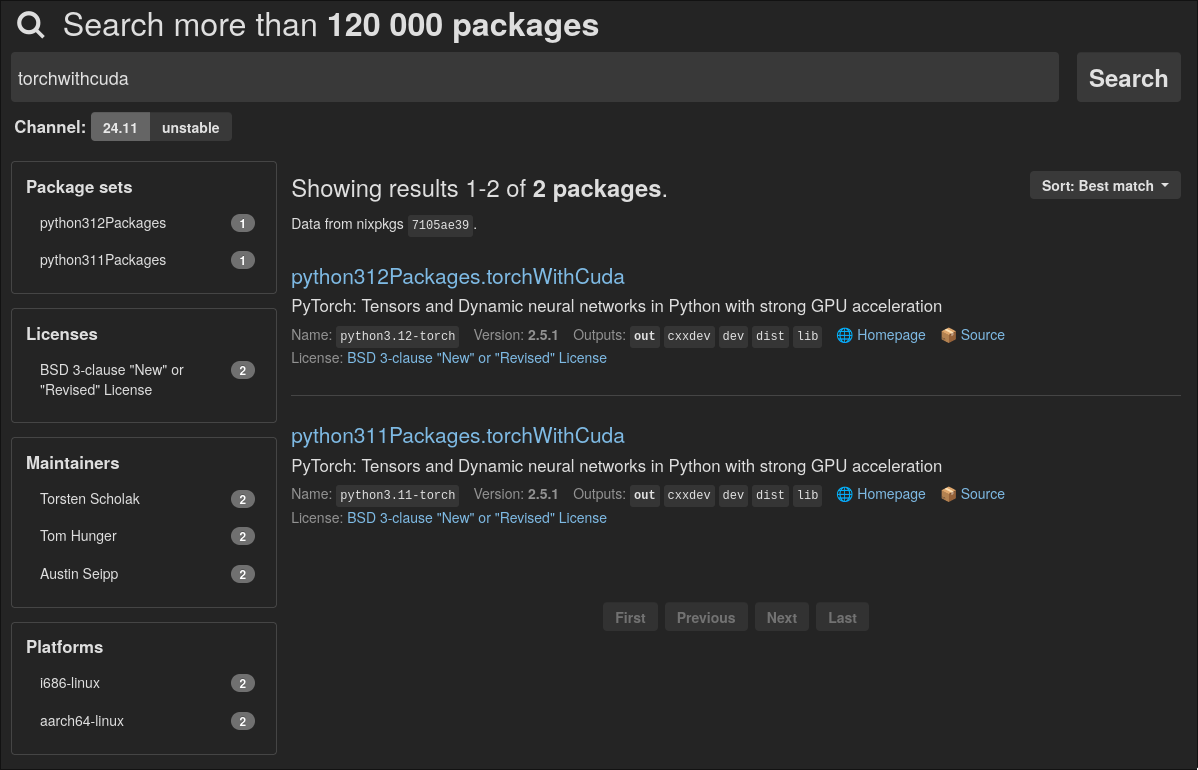 Search more than 120 000 packages
torchwithcuda
Search
Channel: 24.11 unstable
Package sets
python312Packages 1
python311Packages 1
Licenses
BSD 3-clause "New" or 2
"Revised" License
Maintainers
Torsten Scholak 2
Tom Hunger 2
Austin Seipp 2
Platforms
i686-linux 2
aarch64-linux 2
Showing results 1-2 of 2 packages.
Sort: Best match
Data from nixpkgs 7105ae39.
python312Packages.torchWithCuda
PyTorch: Tensors and Dynamic neural networks in Python with strong GPU acceleration
Name: python3.12-torch Version: 2.5.1 Outputs: out cxxdev dev dist lib Homepage Source
License: BSD 3-clause "New" or "Revised" License
python311Packages.torchWithCuda
PyTorch: Tensors and Dynamic neural networks in Python with strong GPU acceleration
Name: python3.11-torch Version: 2.5.1 Outputs: out cxxdev dev dist lib Homepage Source
License: BSD 3-clause "New" or "Revised" License
First Previous Next Last